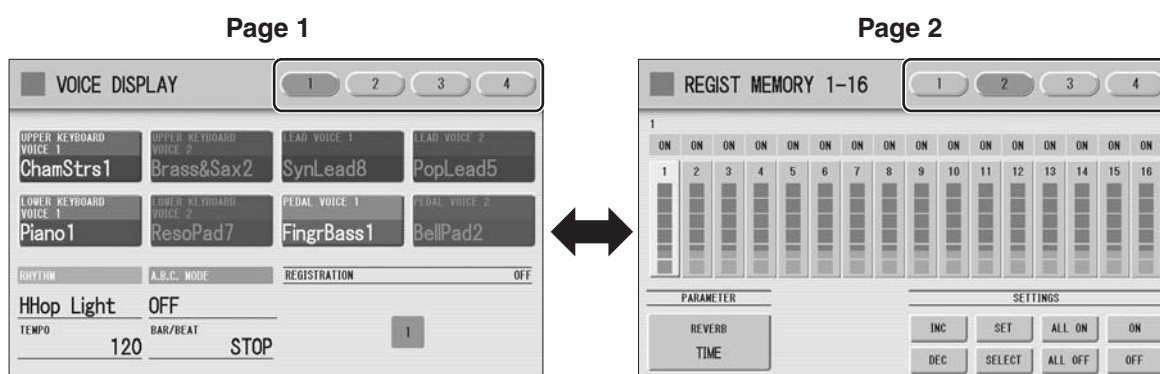 Page 1
Page 2
VOICE DISPLAY
1 2 3 4
UPPER KEYBOARD VOICE 1
ChamStrs1
UPPER KEYBOARD VOICE 2
Brass&Sax2
LEAD VOICE 1
SynLead8
LEAD VOICE 2
PopLead5
LOWER KEYBOARD VOICE 1
Piano1
LOWER KEYBOARD VOICE 2
ResoPad7
PEDAL VOICE 1
FingrBass1
PEDAL VOICE 2
BellPad2
RHYTHM
HHop Light
A.B.C. MODE
OFF
REGISTRATION OFF
TEMPO
120
BAR/BEAT
STOP
1
REGIST MEMORY 1-16
1 2 3 4
1
ON ON ON ON ON ON ON ON ON ON ON ON ON ON ON ON
1 2 3 4 5 6 7 8 9 10 11 12 13 14 15 16
PARAMETER
REVERB
TIME
SETTINGS
INC SET ALL ON ON
DEC SELECT ALL OFF OFF